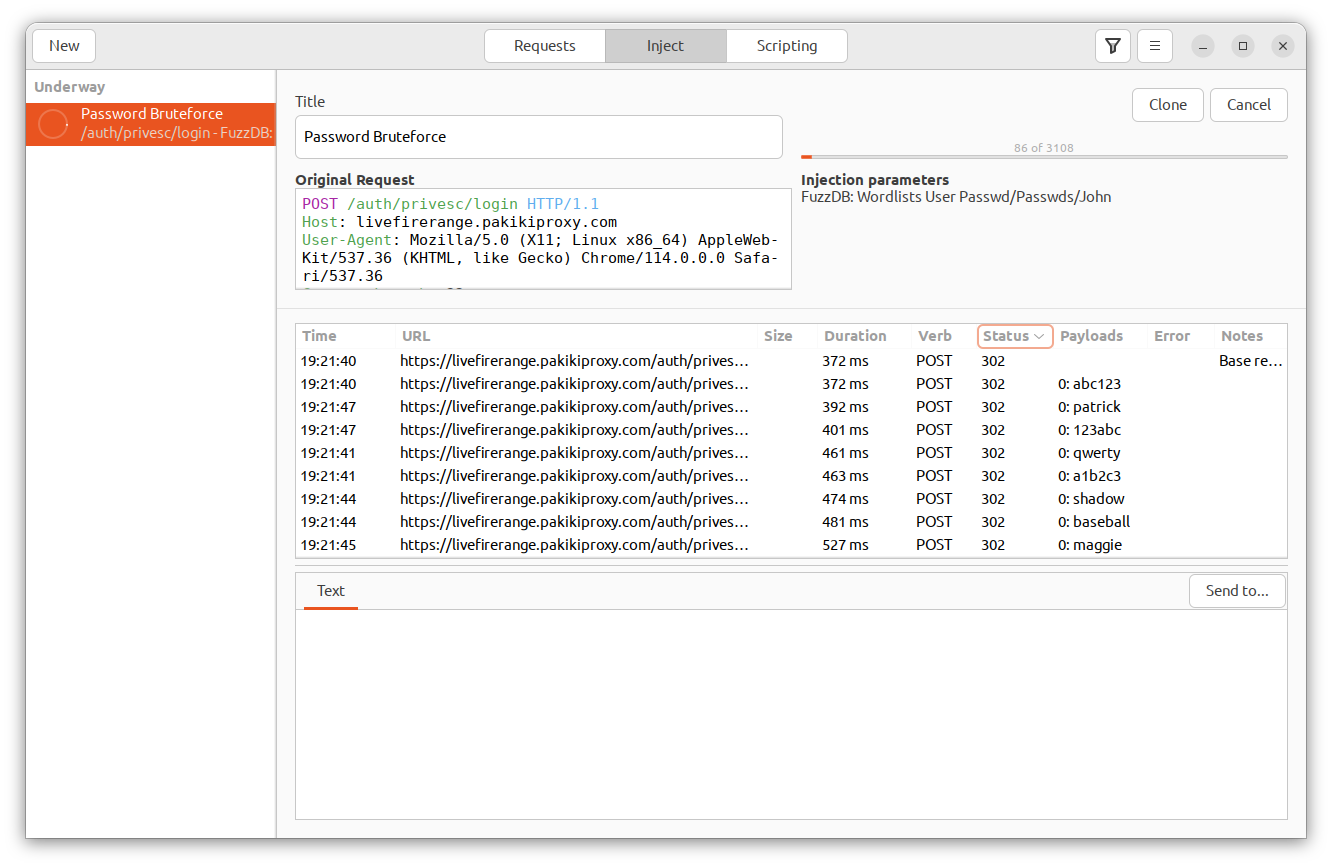 New
Requests
Inject
Scripting
Underway
Password Bruteforce
/auth/privesc/login - FuzzDB:
Title
Clone
Cancel
Password Bruteforce
86 of 3108
Original Request
Injection parameters
FuzzDB: Wordlists User Passwd/Passwds/John
POST /auth/privesc/login HTTP/1.1
Host: livefirerange.pakikiproxy.com
User-Agent: Mozilla/5.0 (X11; Linux x86_64) AppleWeb-
Kit/537.36 (KHTML, like Gecko) Chrome/114.0.0.0 Safa-
ri/537.36
Time URL Size Duration Verb Status Payloads Error Notes
19:21:40 https://livefirerange.pakikiproxy.com/auth/prives... 372 ms POST 302 Base re...
19:21:40 https://livefirerange.pakikiproxy.com/auth/prives... 372 ms POST 302 0: abc123
19:21:47 https://livefirerange.pakikiproxy.com/auth/prives... 392 ms POST 302 0: patrick
19:21:47 https://livefirerange.pakikiproxy.com/auth/prives... 401 ms POST 302 0: 123abc
19:21:41 https://livefirerange.pakikiproxy.com/auth/prives... 461 ms POST 302 0: qwerty
19:21:41 https://livefirerange.pakikiproxy.com/auth/prives... 463 ms POST 302 0: a1b2c3
19:21:44 https://livefirerange.pakikiproxy.com/auth/prives... 474 ms POST 302 0: shadow
19:21:44 https://livefirerange.pakikiproxy.com/auth/prives... 481 ms POST 302 0: baseball
19:21:45 https://livefirerange.pakikiproxy.com/auth/prives... 527 ms POST 302 0: maggie
Text
Send to...